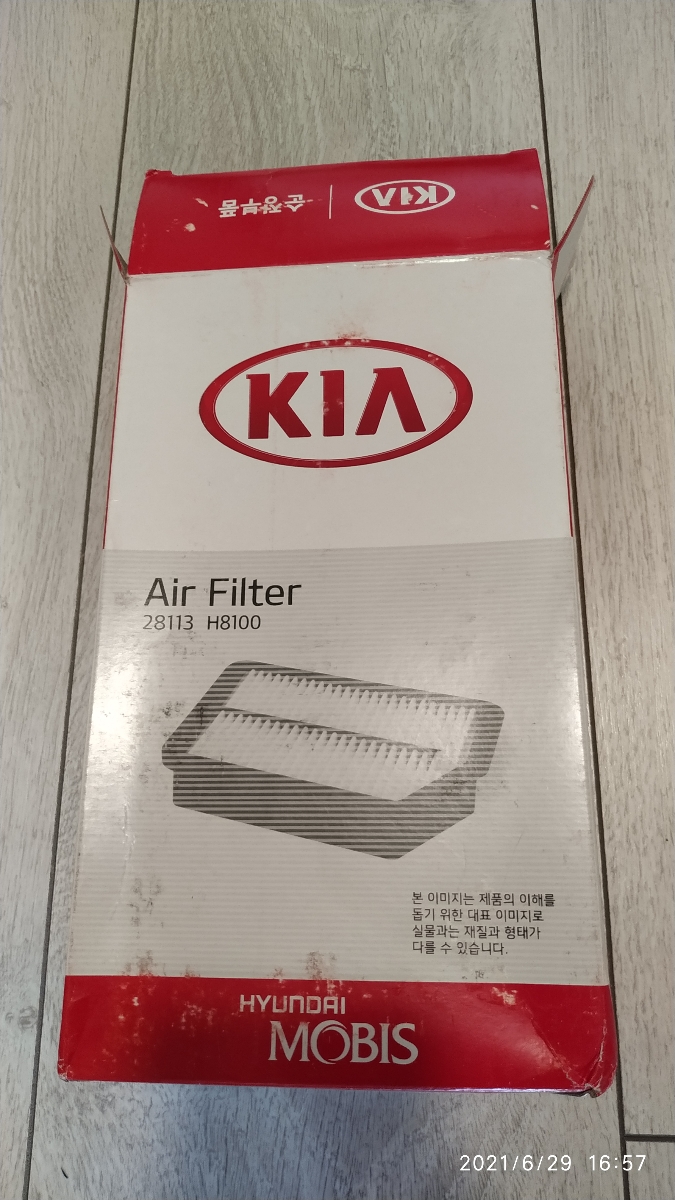 순정부품 | KIA
KIA
Air Filter
28113 H8100
본 이미지는 제품의 이해를
돕기 위한 대표 이미지로
실물과는 재질과 형태가
다를 수 있습니다.
HYUNDAI
MOBIS
2021/6/29 16:57